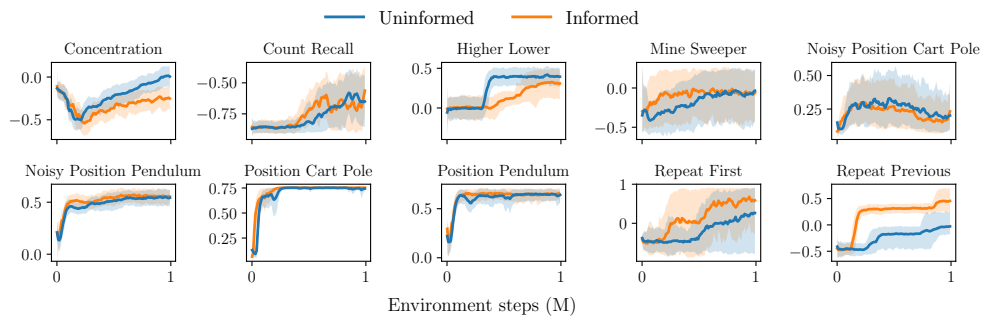 Uninformed Informed
Concentration Count Recall Higher Lower Mine Sweeper Noisy Position Cart Pole
0.0 −0.5
−0.50 −0.75
0.5 0.0
0.0 −0.5
0.50 0.25
Noisy Position Pendulum Position Cart Pole Position Pendulum Repeat First Repeat Previous
0.5 0.0
0.75 0.50 0.25
0.5 0.0
1 0
0.5 0.0 −0.5
0 1 0 1 0 1 0 1 0 1
Environment steps (M)